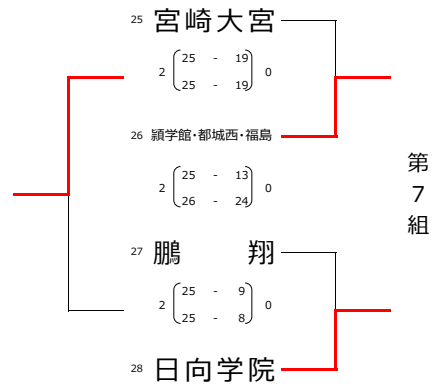 25 宮崎大宮
25 - 19
2 0
25 - 19
26 頴学館・都城西・福島
25 - 13
2 0
26 - 24
第7組
27 鵬 翔
25 - 9
2 0
25 - 8
28 日向学院